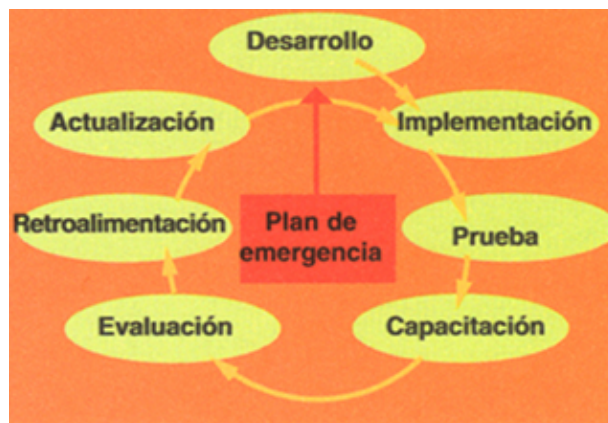 Desarrollo
Implementación
Prueba
Capacitación
Evaluación
Retroalimentación
Actualización
Plan de
emergencia